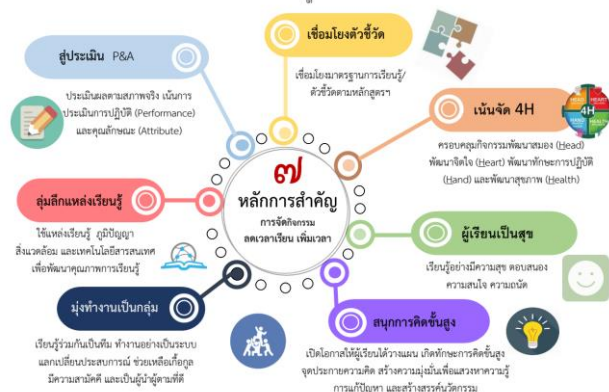 เชื่อมโยงตัวชี้วัด
เชื่อมโยงมาตรฐานการเรียนรู้/
ตัวชี้วัดตามหลักสูตรฯ
เน้นจัด 4H
HEAD
HEART
4H
HAND
HEALTH
ครอบคลุมกิจกรรมพัฒนาสมอง (Head)
พัฒนาจิตใจ (Heart) พัฒนาทักษะการปฏิบัติ
(Hand) และพัฒนาสุขภาพ (Health)
ผู้เรียนเป็นสุข
เรียนรู้อย่างมีความสุข ตอบสนอง
ความสนใจ ความถนัด
สนุกการคิดขั้นสูง
เปิดโอกาสให้ผู้เรียนได้วางแผน เกิดทักษะการคิดขั้นสูง
จุดประกายความคิด สร้างความมุ่งมั่นเพื่อแสวงหาความรู้
การแก้ปัญหา และสร้างสรรค์นวัตกรรม
มุ่งทำงานเป็นกลุ่ม
เรียนรู้ร่วมกันเป็นทีม ทำงานอย่างเป็นระบบ
แลกเปลี่ยนประสบการณ์ ช่วยเหลือเกื้อกูล
มีความสามัคคี และเป็นผู้นำผู้ตามที่ดี
ลุ่มลึกแหล่งเรียนรู้
ใช้แหล่งเรียนรู้ ภูมิปัญญา
สิ่งแวดล้อม และเทคโนโลยีสารสนเทศ
เพื่อพัฒนาคุณภาพการเรียนรู้
สู่ประเมิน P&A
ประเมินผลตามสภาพจริง เน้นการ
ประเมินการปฏิบัติ (Performance)
และคุณลักษณะ (Attribute)
๗
หลักการสำคัญ
การจัดกิจกรรม
ลดเวลาเรียน เพิ่มเวลา